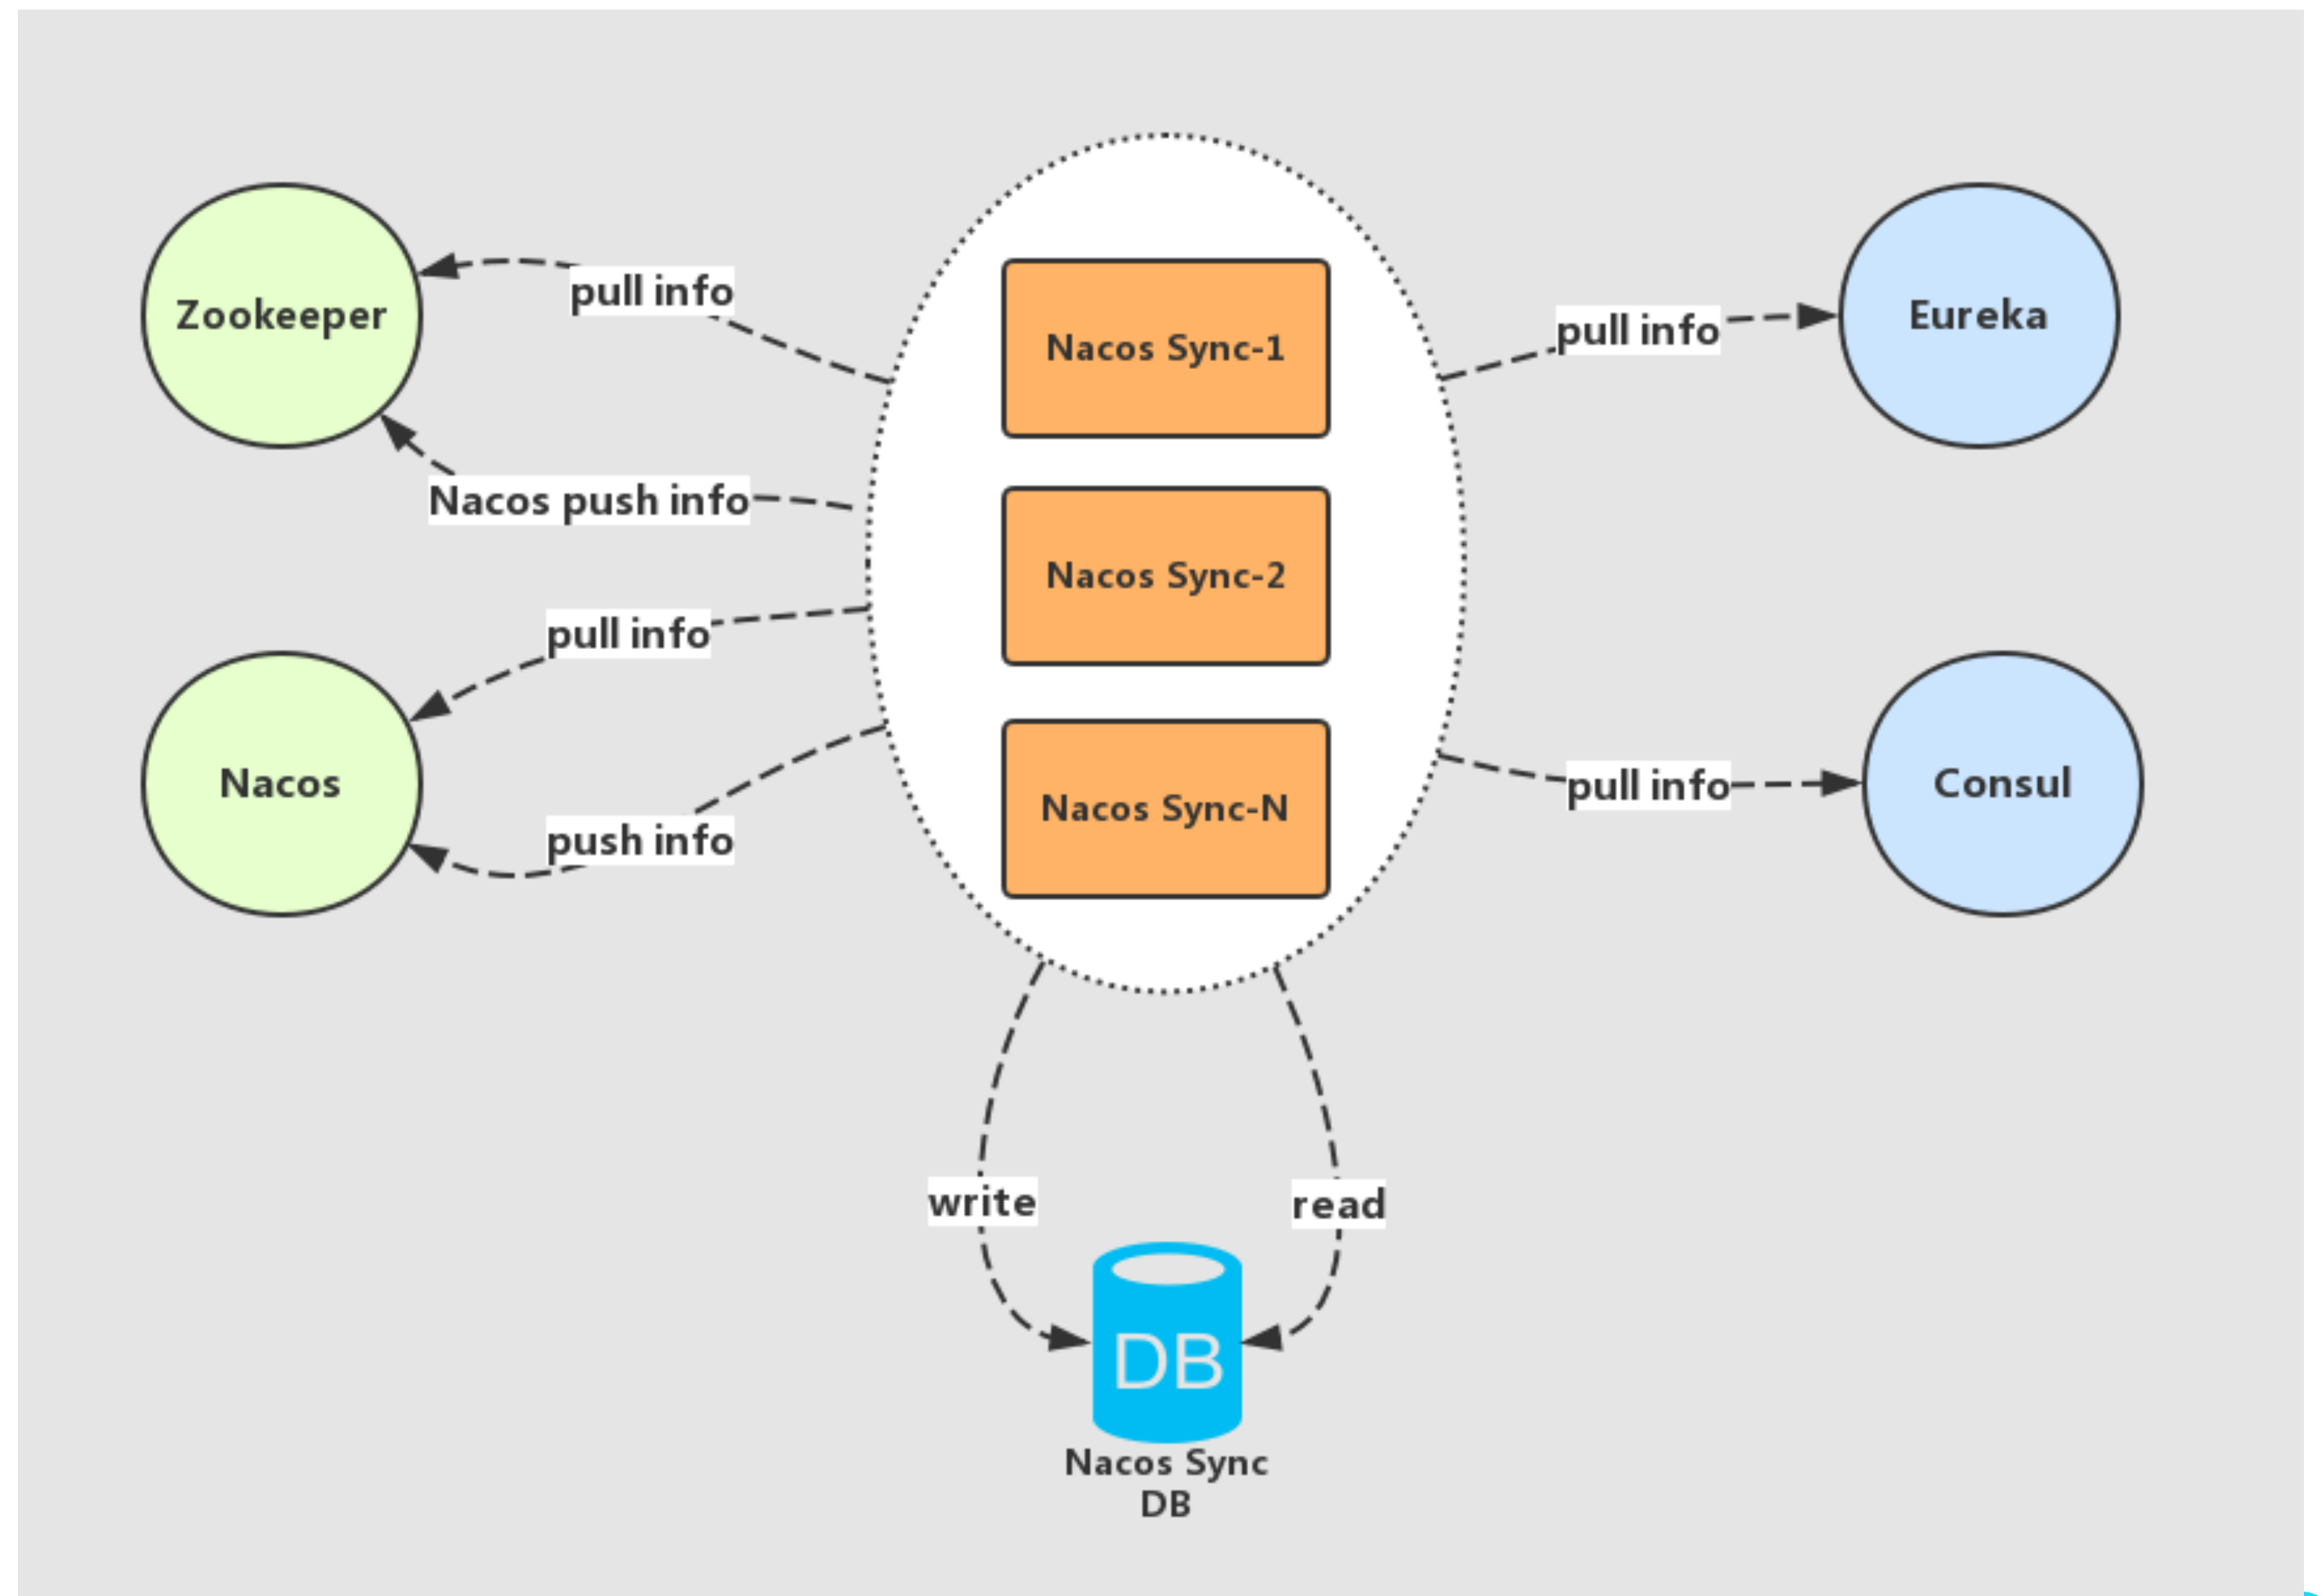 Zookeeper
pull info
Nacos push info
pull info
Nacos
push info
Nacos Sync-1
Nacos Sync-2
Nacos Sync-N
pull info
Eureka
pull info
Consul
write
read
DB
Nacos Sync
DB